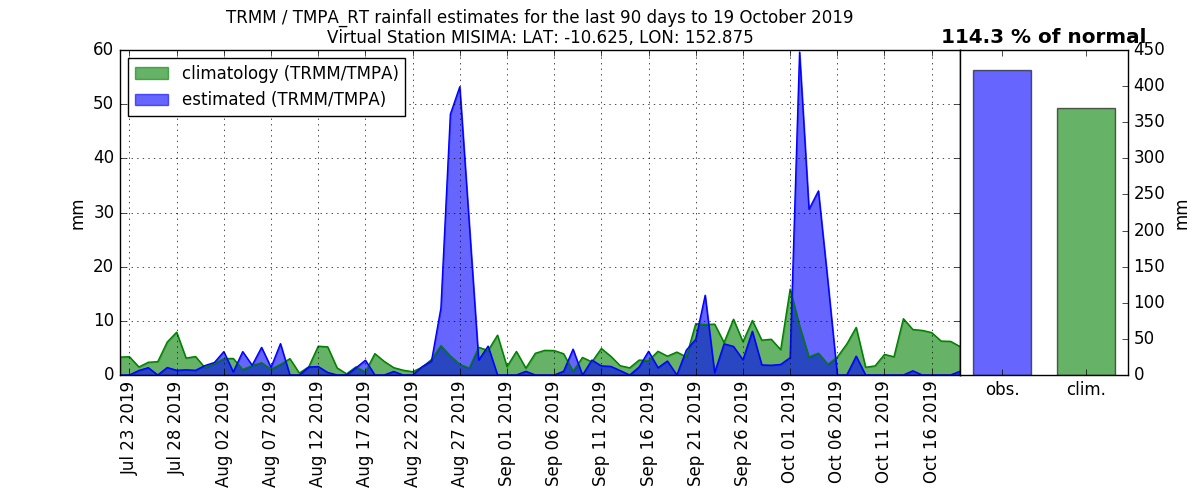 TRMM / TMPA_RT rainfall estimates for the last 90 days to 19 October 2019
Virtual Station MISIMA: LAT: -10.625, LON: 152.875
114.3 % of normal
climatology (TRMM/TMPA)
estimated (TRMM/TMPA)
60
50
40
30
20
10
0
mm
Jul 23 2019
Jul 28 2019
Aug 02 2019
Aug 07 2019
Aug 12 2019
Aug 17 2019
Aug 22 2019
Aug 27 2019
Sep 01 2019
Sep 06 2019
Sep 11 2019
Sep 16 2019
Sep 21 2019
Sep 26 2019
Oct 01 2019
Oct 06 2019
Oct 11 2019
Oct 16 2019
obs.
clim.
450
400
350
300
250
200
150
100
50
0
mm